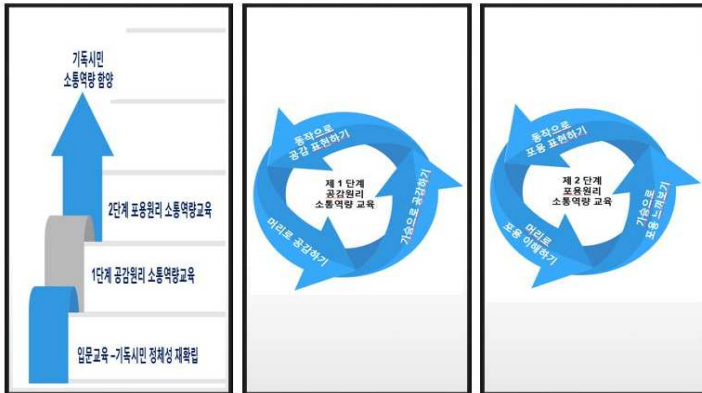 기독시민
소통역량 함양
2단계 포용원리 소통역량교육
1단계 공감원리 소통역량교육
입문교육 –기독시민 정체성 재확립
동작으로
공감 표현하기
제 1 단계
공감원리
소통역량 교육
머리로 공감하기
가슴으로 공감하기
동작으로
포용 표현하기
제 2 단계
포용원리
소통역량 교육
머리로
포용 이해하기
가슴으로
포용 느껴보기